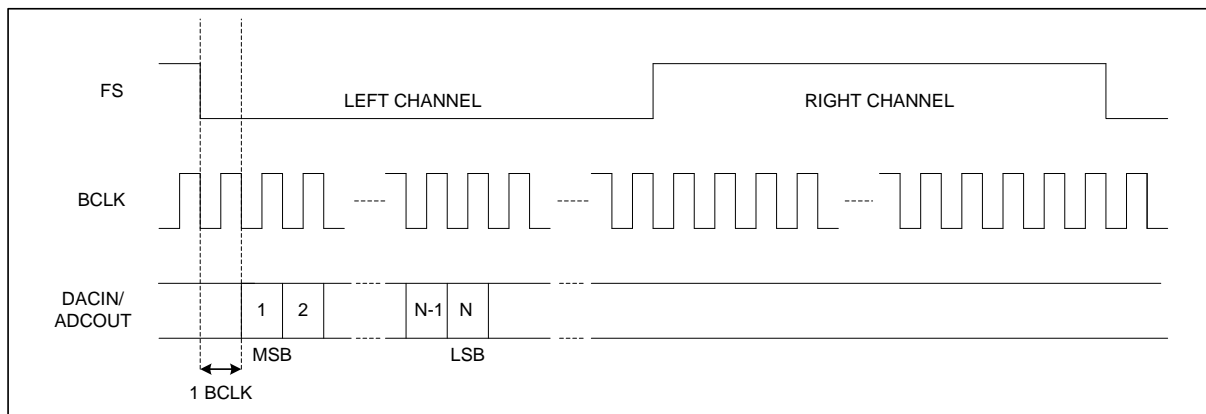 FS
LEFT CHANNEL
RIGHT CHANNEL
BCLK
DACIN/
ADCOUT
1
2
N-1
N
MSB
LSB
1 BCLK